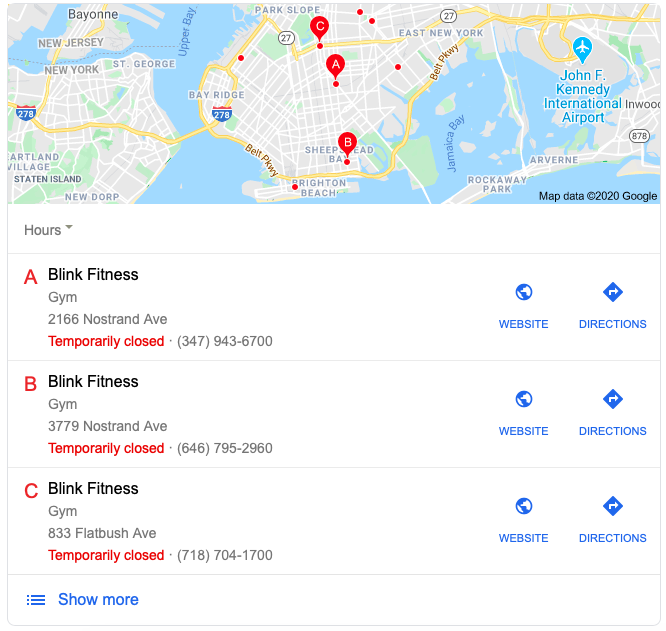 Bayonne
Upper Bay
PARK SLOPE
C
27
27
EAST NEW YORK
NEW JERSEY
NEW YORK
ST. GEORGE
A
Belt Pkwy
John F.
Kennedy
International
Airport
Inwood
BAY RIDGE
278
278
B
Jamaica Bay
878
Belt Pkwy
SHEEPSHEAD
BAY
EARTLAND
VILLAGE
ARVERNE
STATEN ISLAND
BRIGHTON
BEACH
ROCKAWAY
PARK
NEW DORP
Map data ©2020 Google
Hours
A Blink Fitness
Gym
2166 Nostrand Ave
Temporarily closed · (347) 943-6700
WEBSITE DIRECTIONS
B Blink Fitness
Gym
3779 Nostrand Ave
Temporarily closed · (646) 795-2960
WEBSITE DIRECTIONS
C Blink Fitness
Gym
833 Flatbush Ave
Temporarily closed · (718) 704-1700
WEBSITE DIRECTIONS
Show more